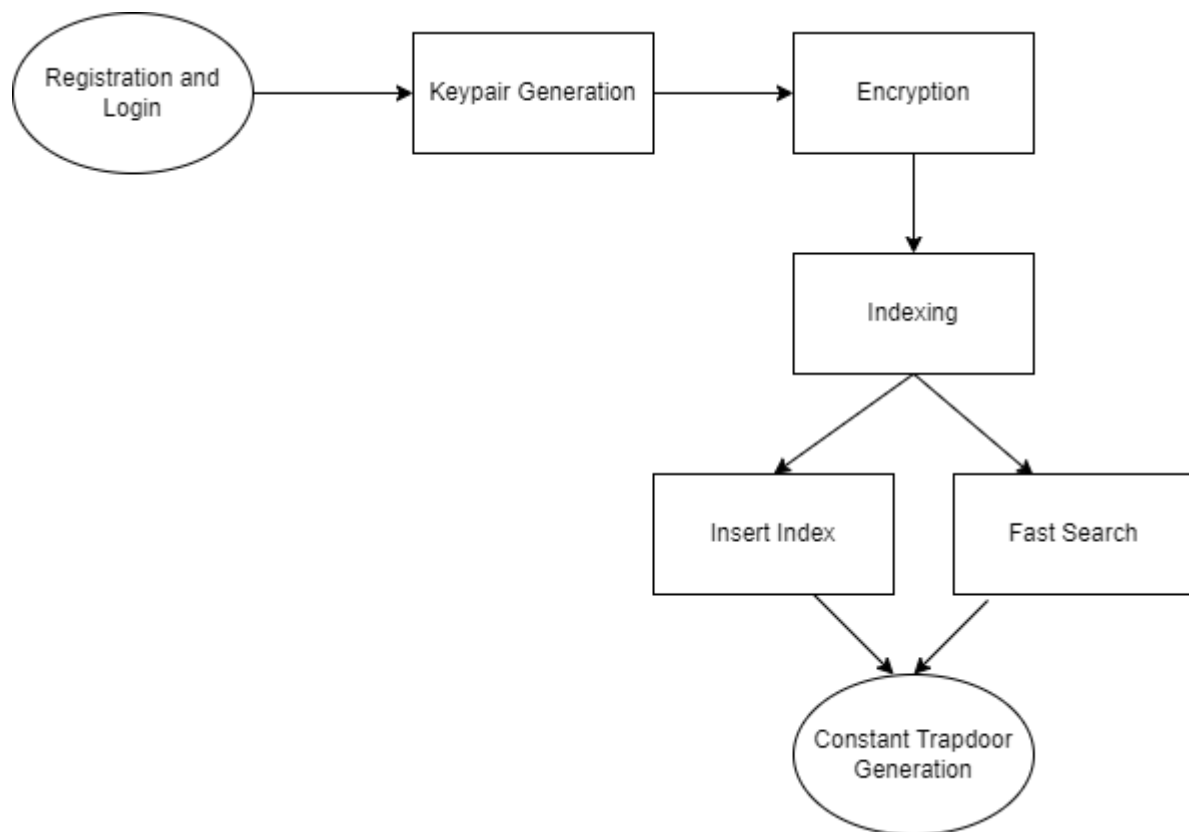 Registration and
Login
Keypair Generation
Encryption
Indexing
Insert Index
Fast Search
Constant Trapdoor
Generation